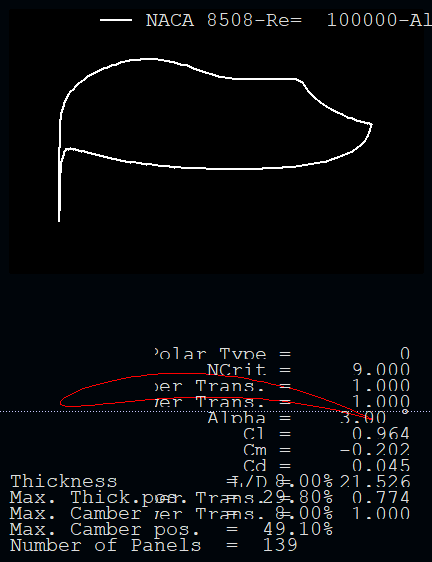 NACA 8508-Re= 100000-Al
Polar Type = 0
NCrit = 9.000
per Trans. = 1.000
wer Trans. = 1.000
Alpha = 3.00 °
Cl = 0.964
Cm = -0.202
Cd = 0.045
Thickness = 8.00%
L/D = 21.526
Max. Thick.pos. = 29.80%
per Trans. = 0.774
Max. Camber = 8.00%
wer Trans. = 1.000
Max. Camber pos. = 49.10%
Number of Panels = 139